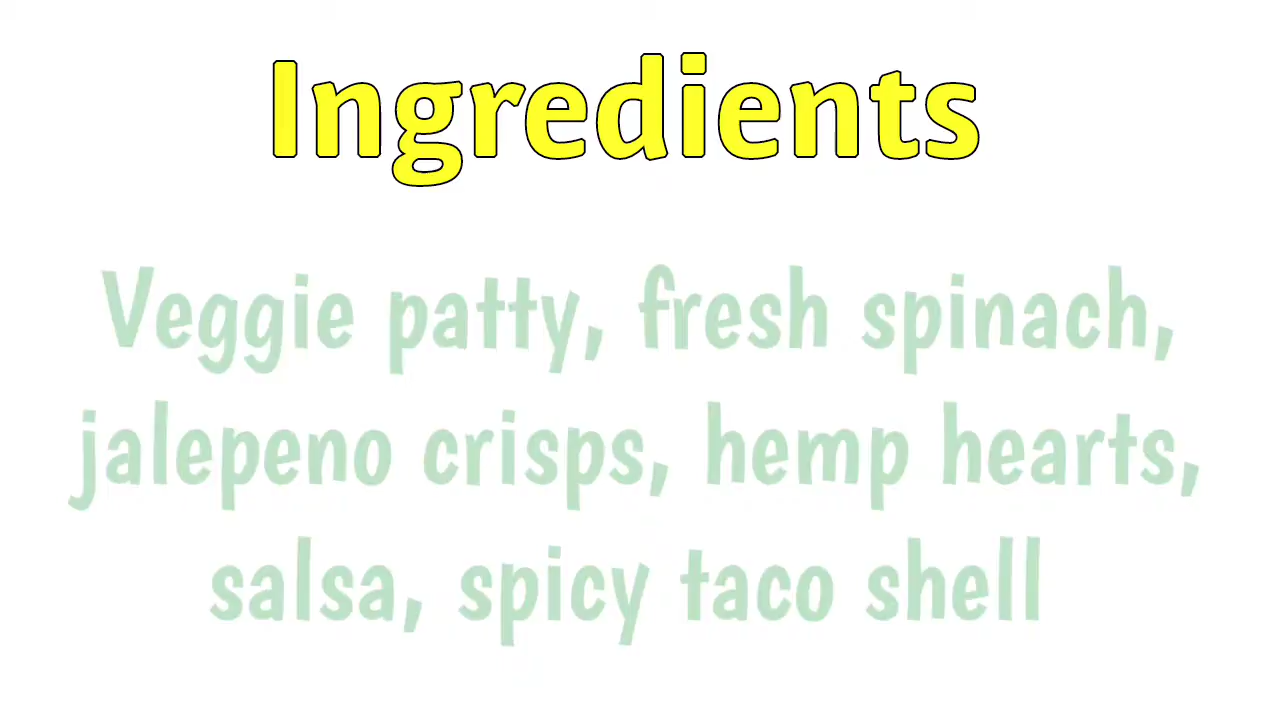 Ingredients
Veggie patty, fresh spinach,
jalepeno crisps, hemp hearts,
salsa, spicy taco shell